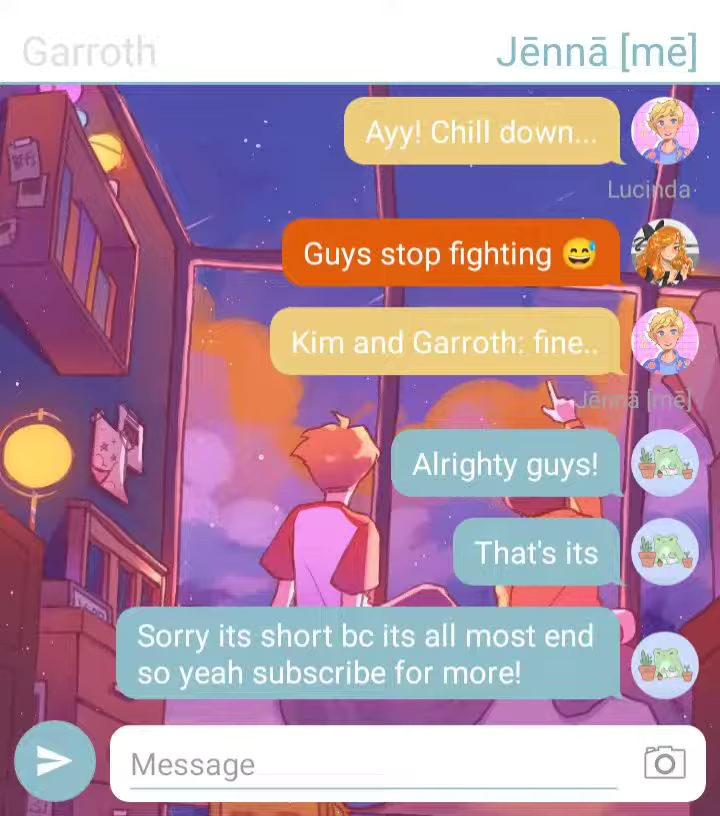 Garroth
Jēnnā [mē]
Ayy! Chill down...
Lucinda
Guys stop fighting 😅
Kim and Garroth: fine..
Jēnnā [mē]
Alrighty guys!
That's its
Sorry its short bc its all most end
so yeah subscribe for more!
Message